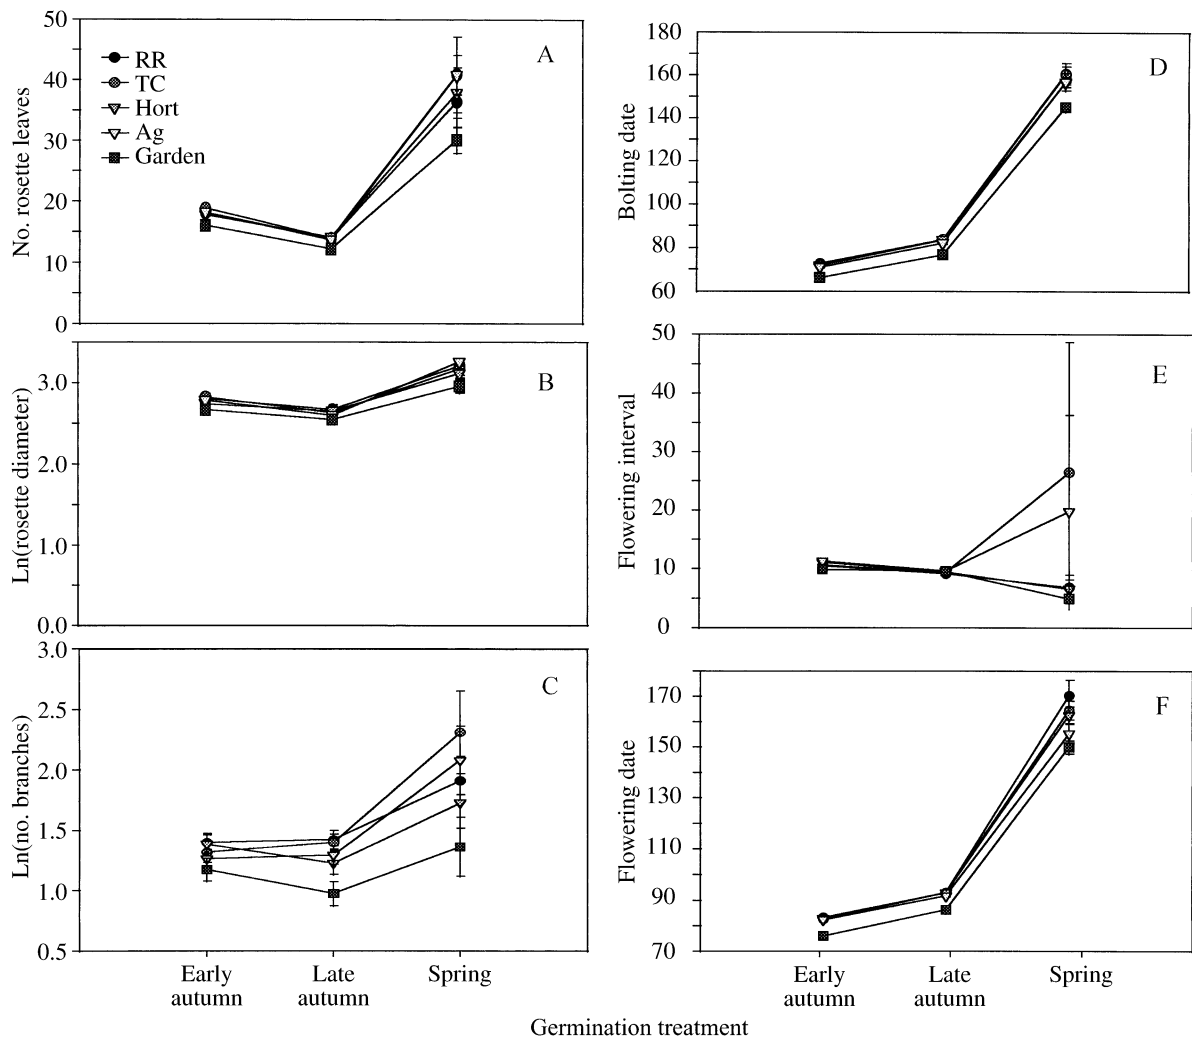 50
40
30
20
10
0
No. rosette leaves
A
RR
TC
Hort
Ag
Garden
3.0
2.0
1.0
0.0
Ln(rosette diameter)
B
3.0
2.5
2.0
1.5
1.0
0.5
Ln(no. branches)
C
Early
autumn
Late
autumn
Spring
180
160
140
120
100
80
60
Bolting date
D
50
40
30
20
10
0
Flowering interval
E
170
150
130
110
90
70
Flowering date
F
Early
autumn
Late
autumn
Spring
Germination treatment